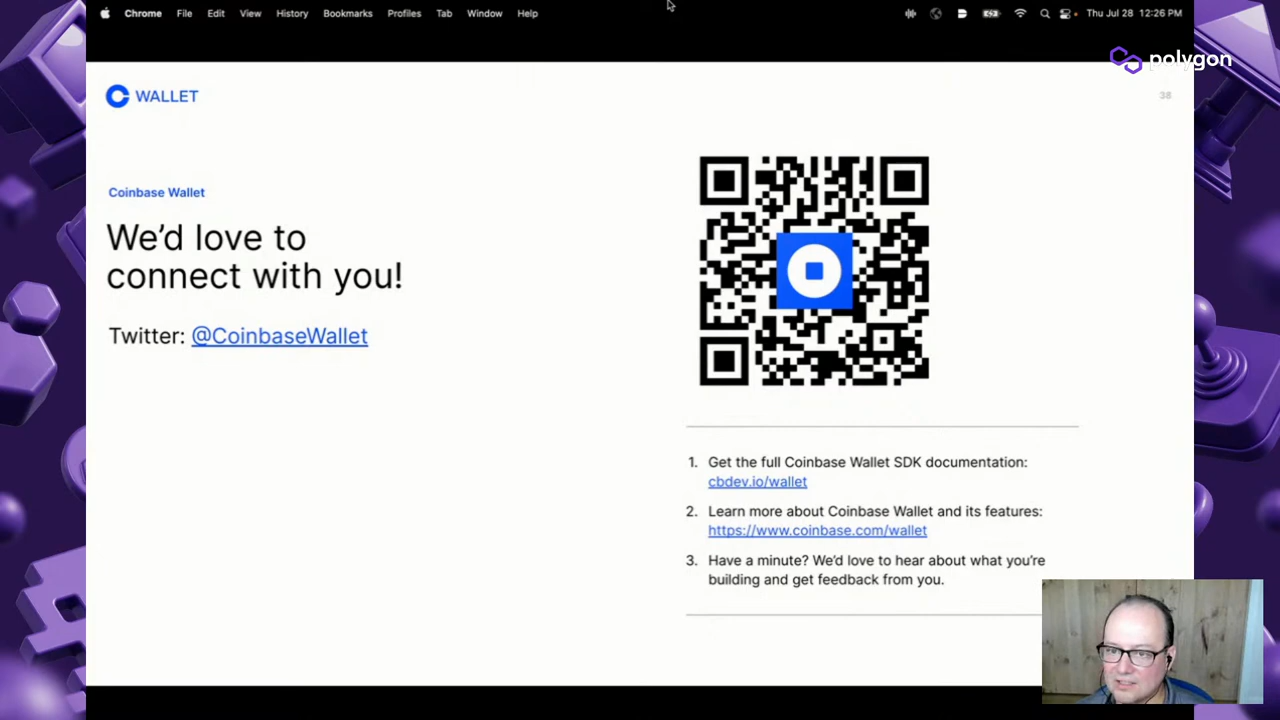 Chrome File Edit View History Bookmarks Profiles Tab Window Help
Thu Jul 28 12:26 PM
polygon
WALLET
38
Coinbase Wallet
We'd love to
connect with you!
Twitter: @CoinbaseWallet
1. Get the full Coinbase Wallet SDK documentation:
cbdev.io/wallet
2. Learn more about Coinbase Wallet and its features:
https://www.coinbase.com/wallet
3. Have a minute? We'd love to hear about what you're
building and get feedback from you.